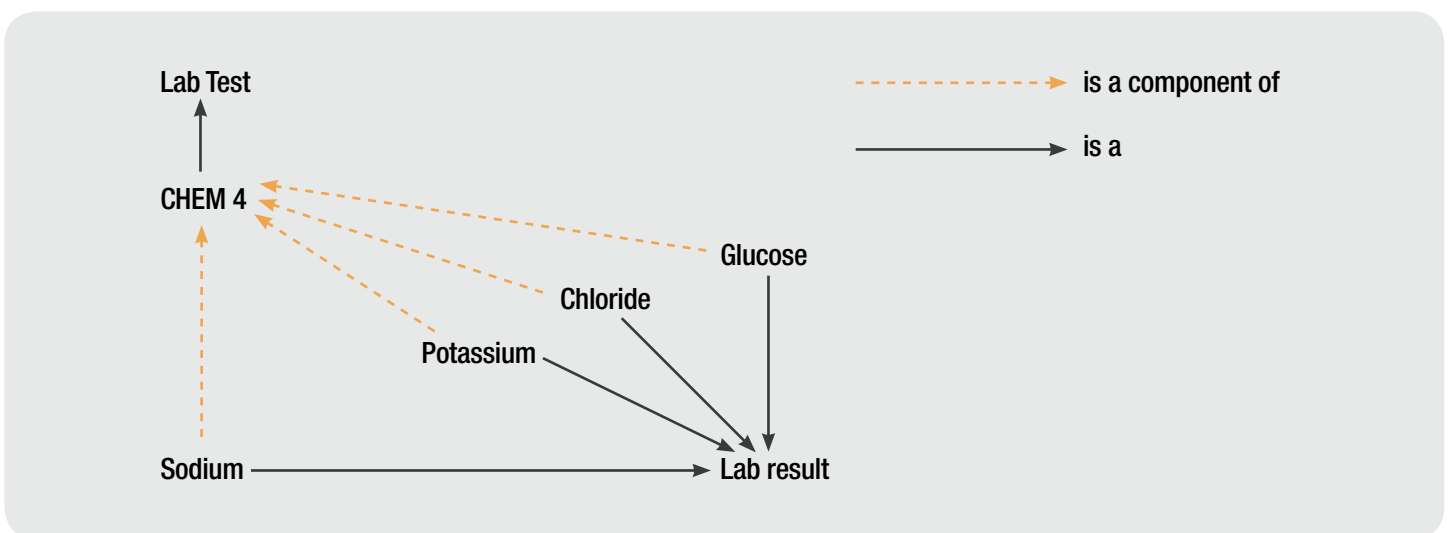 Lab Test
is a component of
is a
CHEM 4
Glucose
Chloride
Potassium
Sodium
Lab result